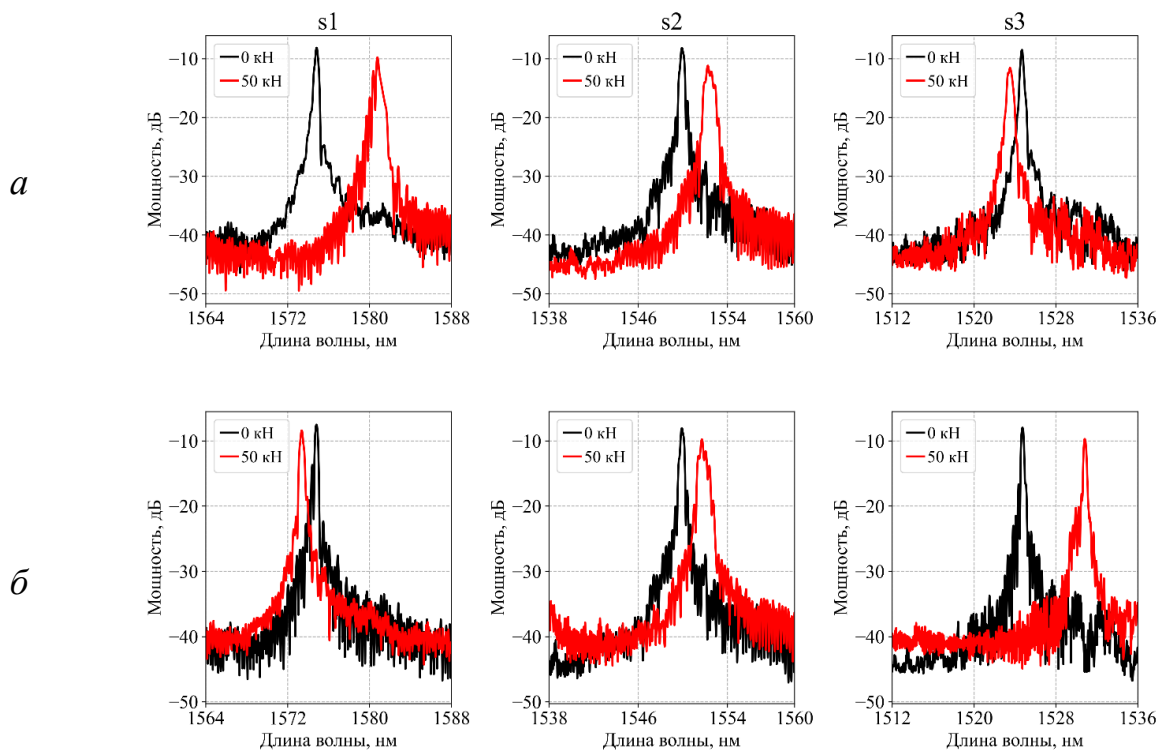 s1 s2 s3
а
−10
−20
−30
−40
−50
Мощность, дБ
0 кН
50 кН
1564 1572 1580 1588
Длина волны, нм
−10
−20
−30
−40
−50
Мощность, дБ
0 кН
50 кН
1538 1546 1554 1560
Длина волны, нм
−10
−20
−30
−40
−50
Мощность, дБ
0 кН
50 кН
1512 1520 1528 1536
Длина волны, нм
б
−10
−20
−30
−40
−50
Мощность, дБ
0 кН
50 кН
1564 1572 1580 1588
Длина волны, нм
−10
−20
−30
−40
−50
Мощность, дБ
0 кН
50 кН
1538 1546 1554 1560
Длина волны, нм
−10
−20
−30
−40
−50
Мощность, дБ
0 кН
50 кН
1512 1520 1528 1536
Длина волны, нм